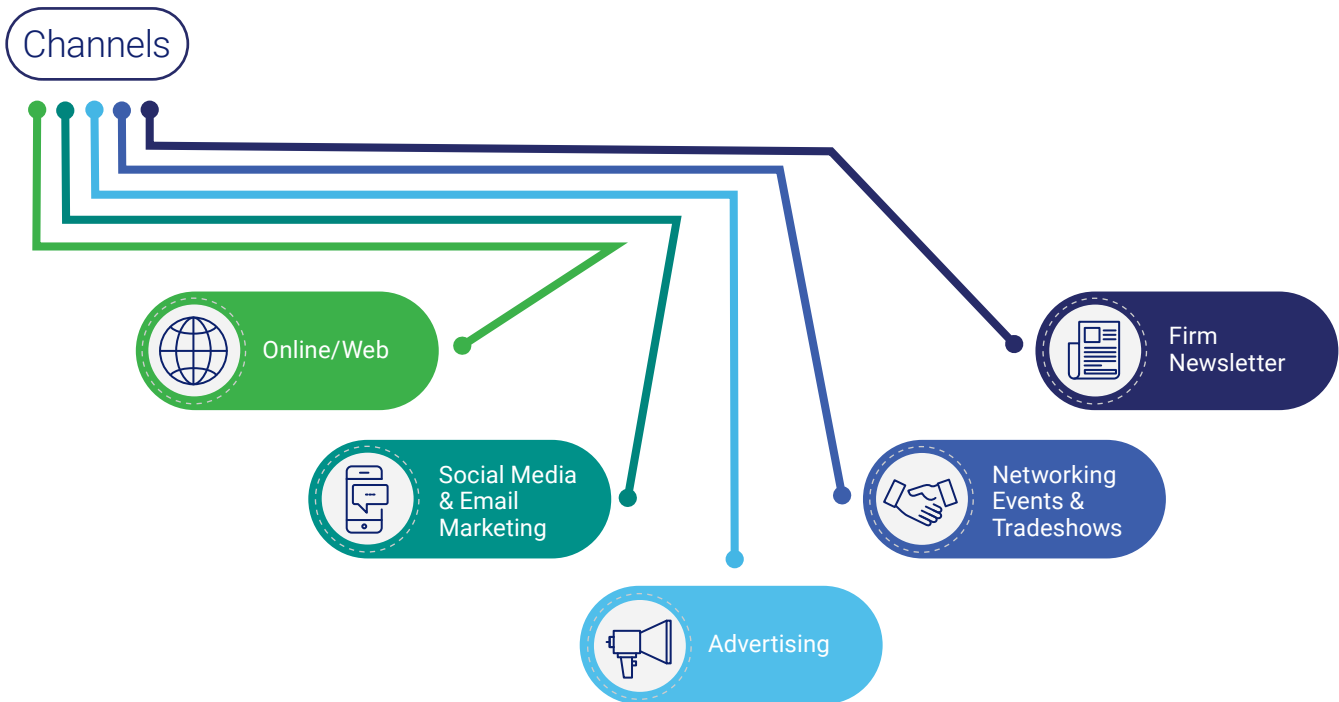 Channels
Online/Web
Firm
Newsletter
Social Media
& Email
Marketing
Networking
Events &
Tradeshows
Advertising